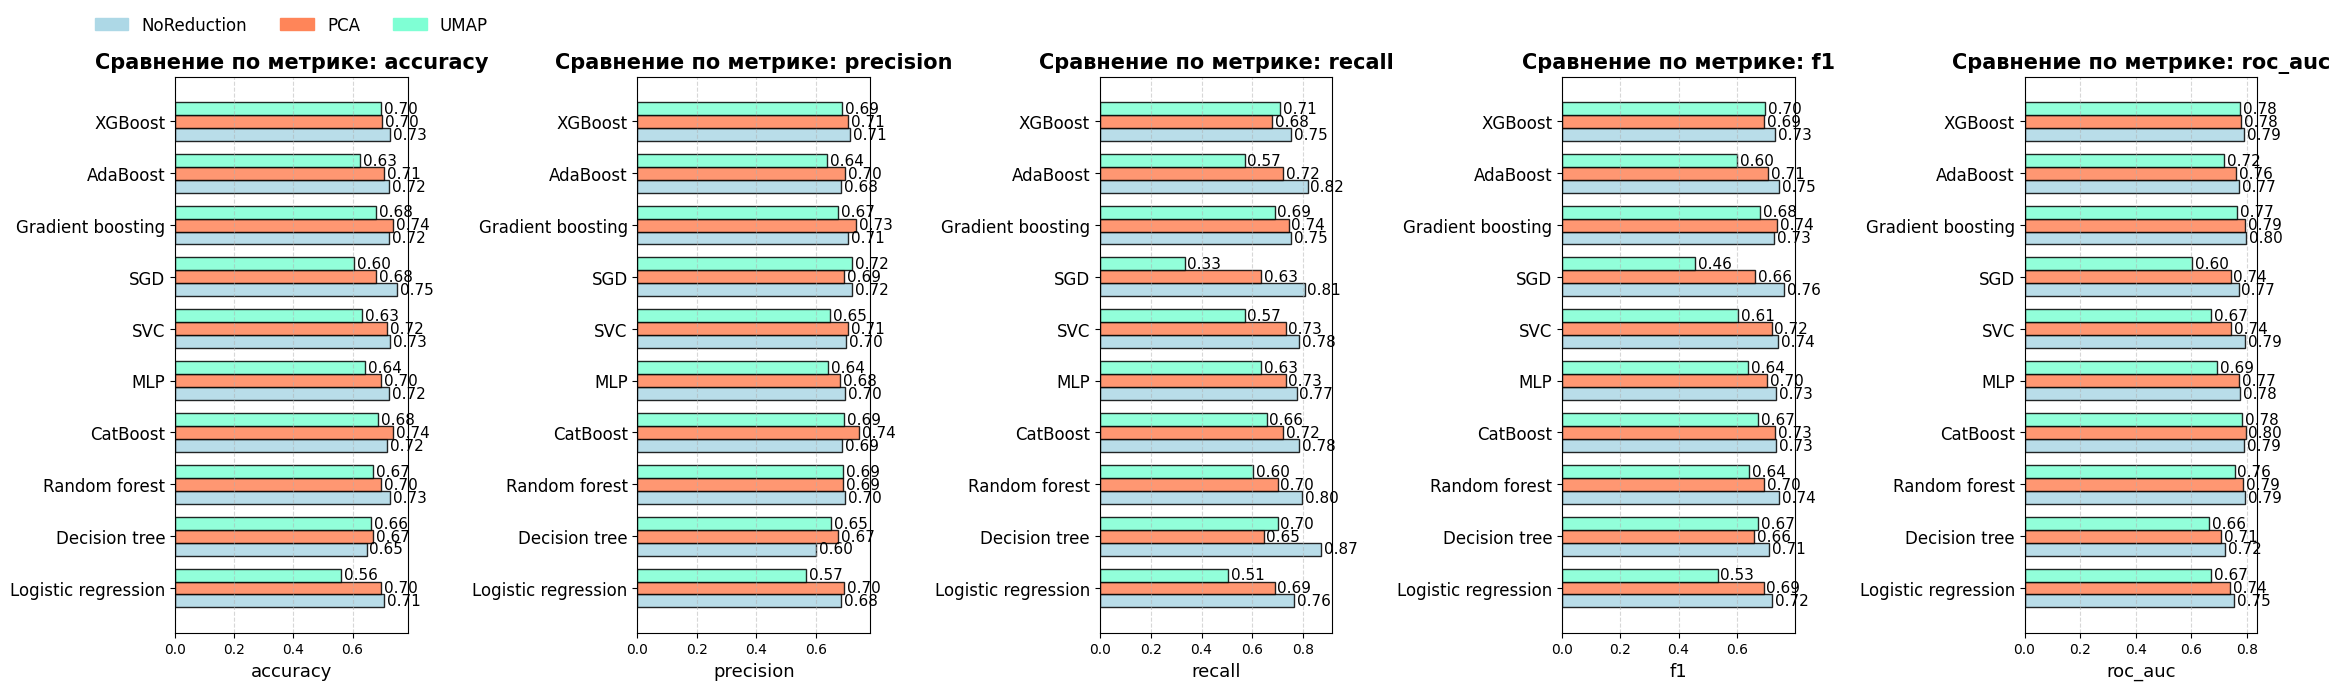 NoReduction PCA UMAP
Сравнение по метрике: accuracy
XGBoost
0.70
0.70
0.73
AdaBoost
0.63
0.71
0.72
Gradient boosting
0.68
0.74
0.72
SGD
0.60
0.68
0.75
SVC
0.63
0.72
0.73
MLP
0.64
0.70
0.72
CatBoost
0.68
0.74
0.72
Random forest
0.67
0.70
0.73
Decision tree
0.66
0.67
0.65
Logistic regression
0.56
0.70
0.71
0.0 0.2 0.4 0.6
accuracy
Сравнение по метрике: precision
XGBoost
0.69
0.71
0.71
AdaBoost
0.64
0.70
0.68
Gradient boosting
0.67
0.73
0.71
SGD
0.72
0.69
0.72
SVC
0.65
0.71
0.70
MLP
0.64
0.68
0.70
CatBoost
0.69
0.74
0.69
Random forest
0.69
0.69
0.70
Decision tree
0.65
0.67
0.60
Logistic regression
0.57
0.70
0.68
0.0 0.2 0.4 0.6
precision
Сравнение по метрике: recall
XGBoost
0.71
0.68
0.75
AdaBoost
0.57
0.72
0.82
Gradient boosting
0.69
0.74
0.75
SGD
0.33
0.63
0.81
SVC
0.57
0.73
0.78
MLP
0.63
0.73
0.77
CatBoost
0.66
0.72
0.78
Random forest
0.60
0.70
0.80
Decision tree
0.70
0.65
0.87
Logistic regression
0.51
0.69
0.76
0.0 0.2 0.4 0.6 0.8
recall
Сравнение по метрике: f1
XGBoost
0.70
0.69
0.73
AdaBoost
0.60
0.71
0.75
Gradient boosting
0.68
0.74
0.73
SGD
0.46
0.66
0.76
SVC
0.61
0.72
0.74
MLP
0.64
0.70
0.73
CatBoost
0.67
0.73
0.73
Random forest
0.64
0.70
0.74
Decision tree
0.67
0.66
0.71
Logistic regression
0.53
0.69
0.72
0.0 0.2 0.4 0.6
f1
Сравнение по метрике: roc_auc
XGBoost
0.78
0.78
0.79
AdaBoost
0.72
0.76
0.77
Gradient boosting
0.77
0.79
0.80
SGD
0.60
0.74
0.77
SVC
0.67
0.74
0.79
MLP
0.69
0.77
0.78
CatBoost
0.78
0.80
0.79
Random forest
0.76
0.79
0.79
Decision tree
0.66
0.71
0.72
Logistic regression
0.67
0.74
0.75
0.0 0.2 0.4 0.6 0.8
roc_auc